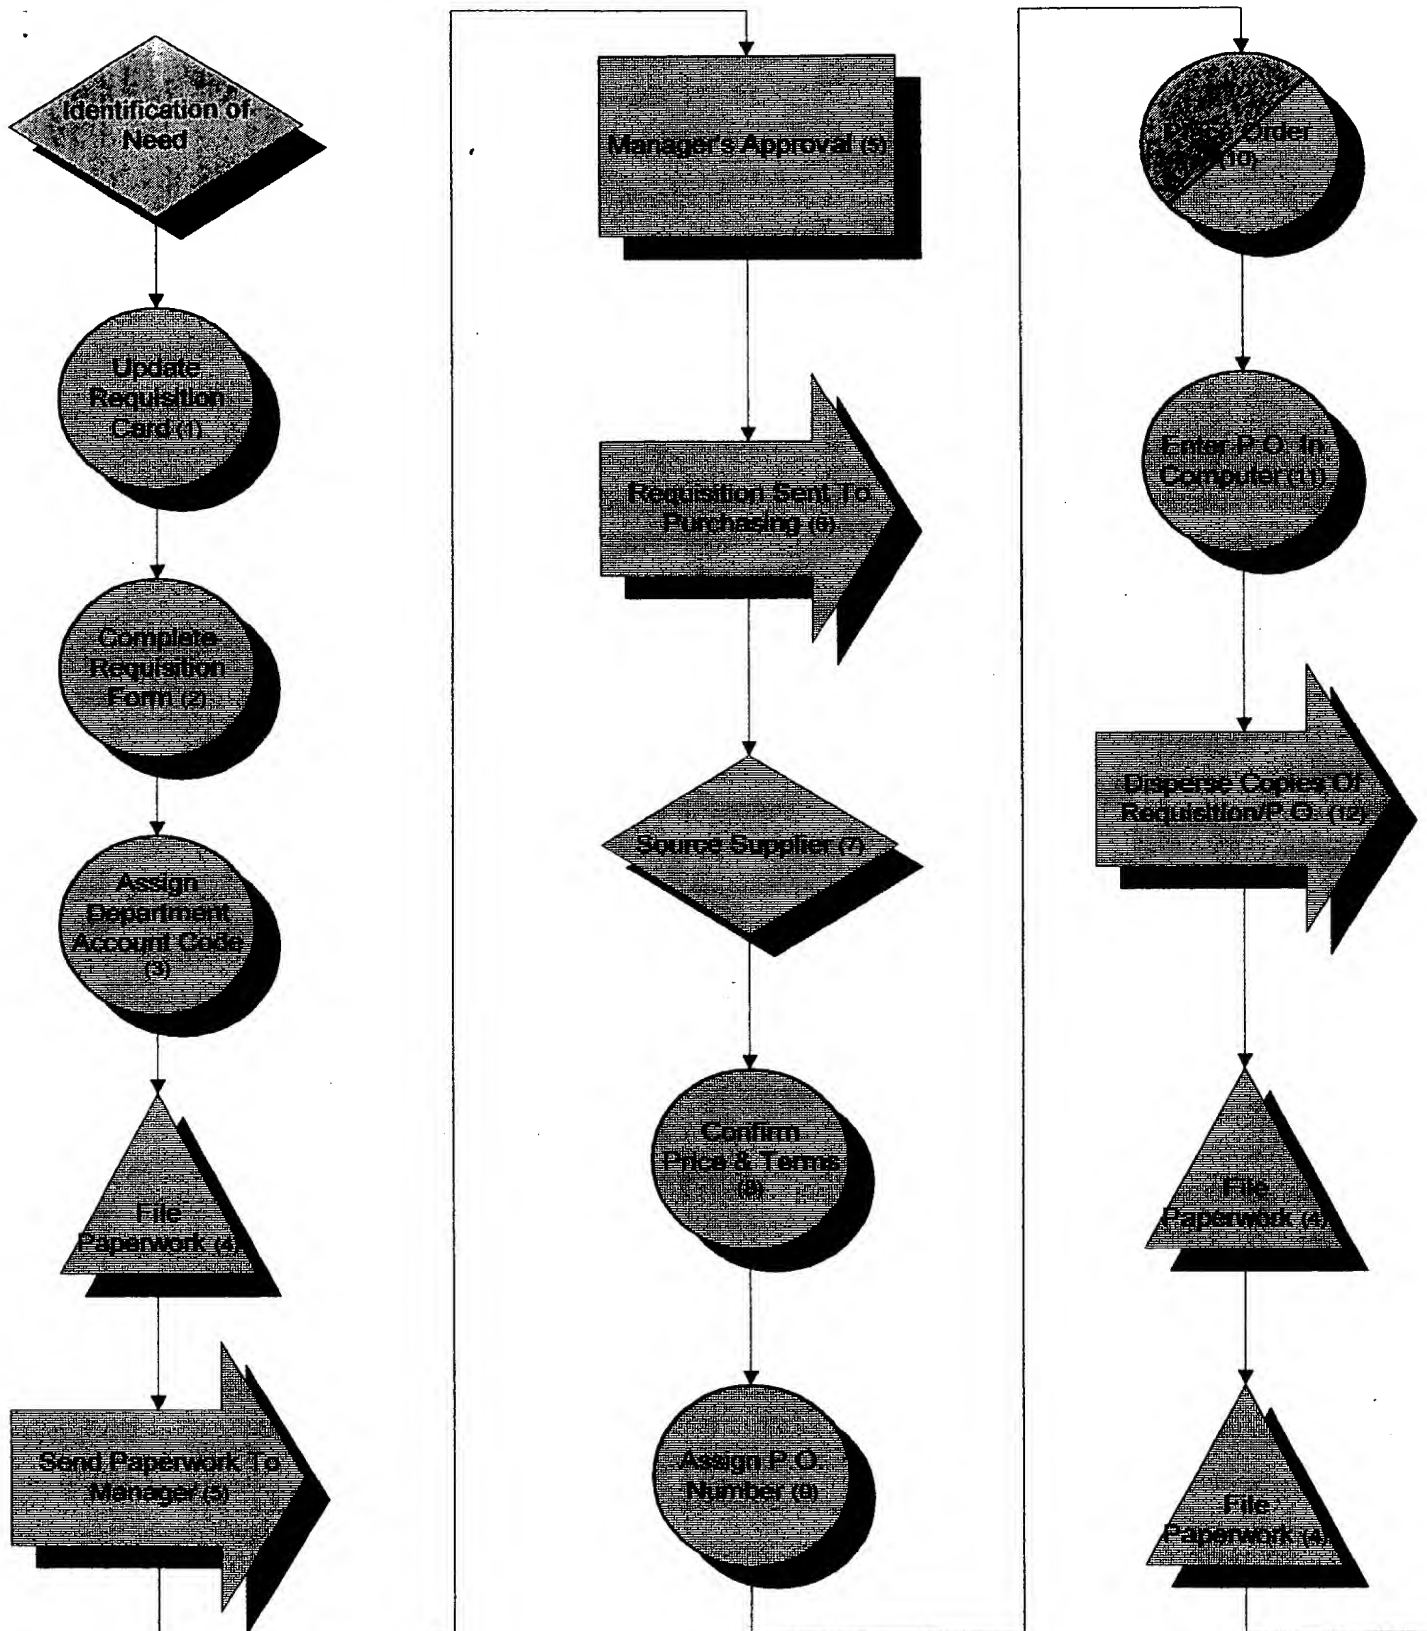 Identification of
Need
Update
Requisition
Card (1)
Complete
Requisition
Form (2)
Assign
Department
Account Code
(3)
File
Paperwork (4)
Send Paperwork To
Manager (5)
Manager's Approval (5)
Requisition Sent To
Purchasing (6)
Source Supplier (7)
Confirm
Price & Terms
(8)
Assign P.O.
Number (9)
Place Order
(10)
Enter P.O. In
Computer (11)
Disperse Copies Of
Requisition/P.O. (12)
File
Paperwork (4)
File
Paperwork (4)